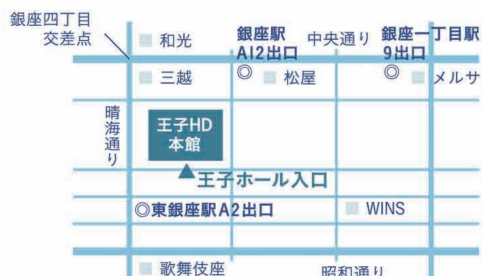 銀座四丁目
交差点
和光
銀座駅
A12出口
中央通り
銀座一丁目駅
9出口
三越
松屋
メルサ
晴海通り
王子HD
本館
王子ホール入口
東銀座駅A2出口
WINS
歌舞伎座
昭和通り